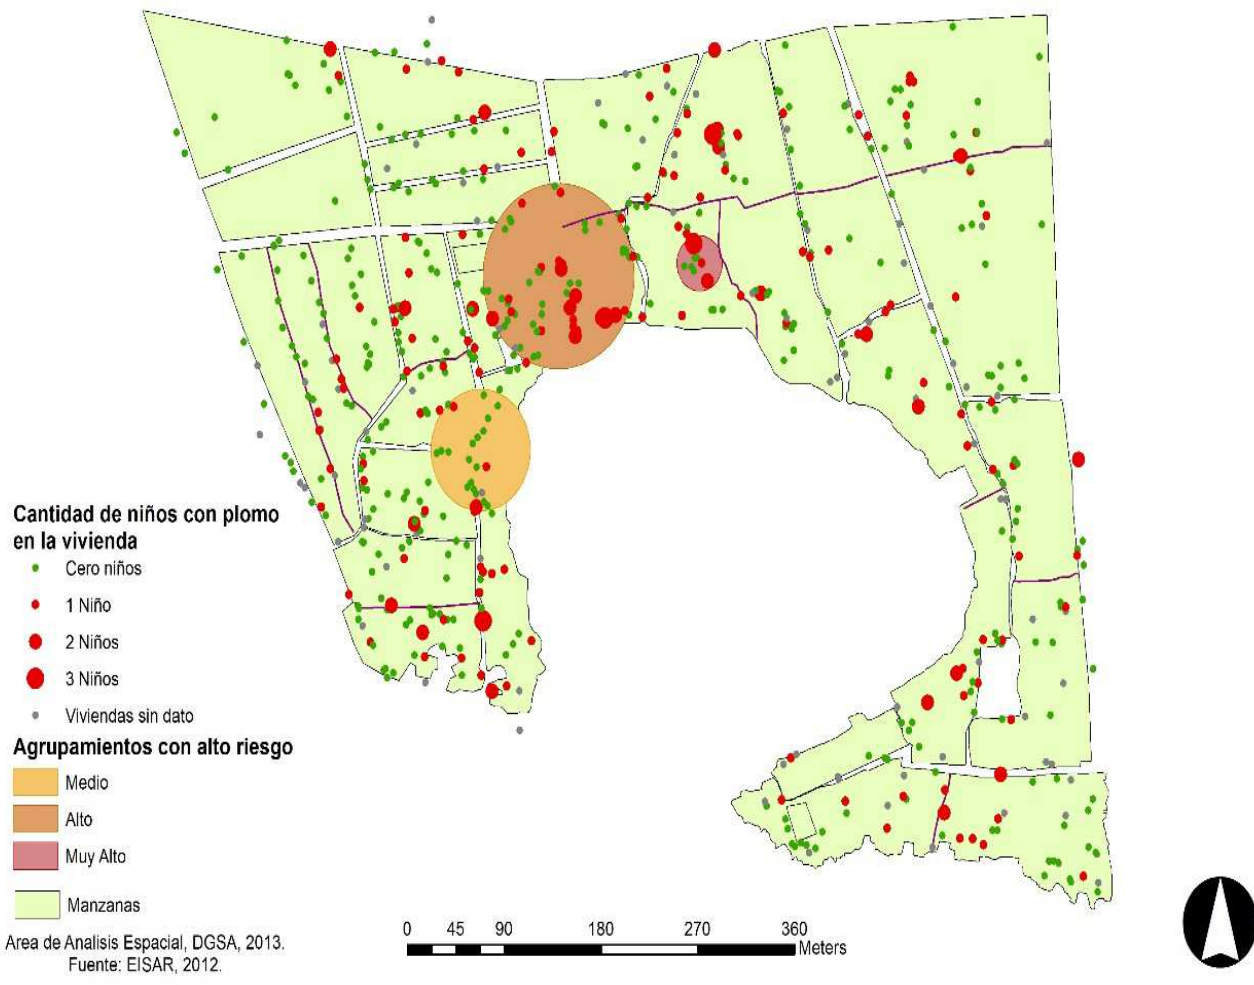 Cantidad de niños con plomo
en la vivienda
Cero niños
1 Niño
2 Niños
3 Niños
Viviendas sin dato
Agrupamientos con alto riesgo
Medio
Alto
Muy Alto
Manzanas
Area de Analisis Espacial, DGSA, 2013.
Fuente: EISAR, 2012.
0 45 90 180 270 360
Meters